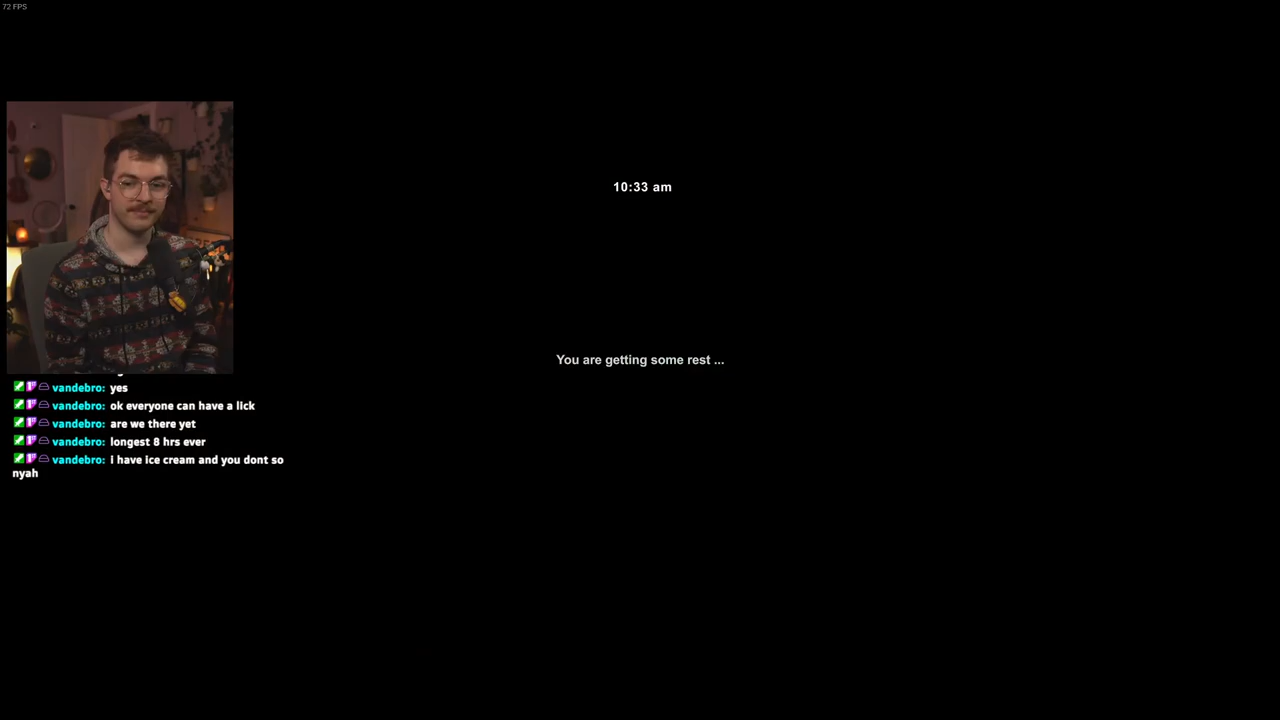 72 FPS
10:33 am
You are getting some rest ...
vandebro: yes
vandebro: ok everyone can have a lick
vandebro: are we there yet
vandebro: longest 8 hrs ever
vandebro: i have ice cream and you dont so
nyah